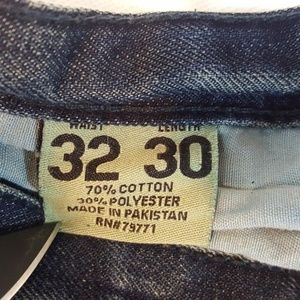 WAIST LENGTH
32 30
70% COTTON
30% POLYESTER
MADE IN PAKISTAN
RN#79771